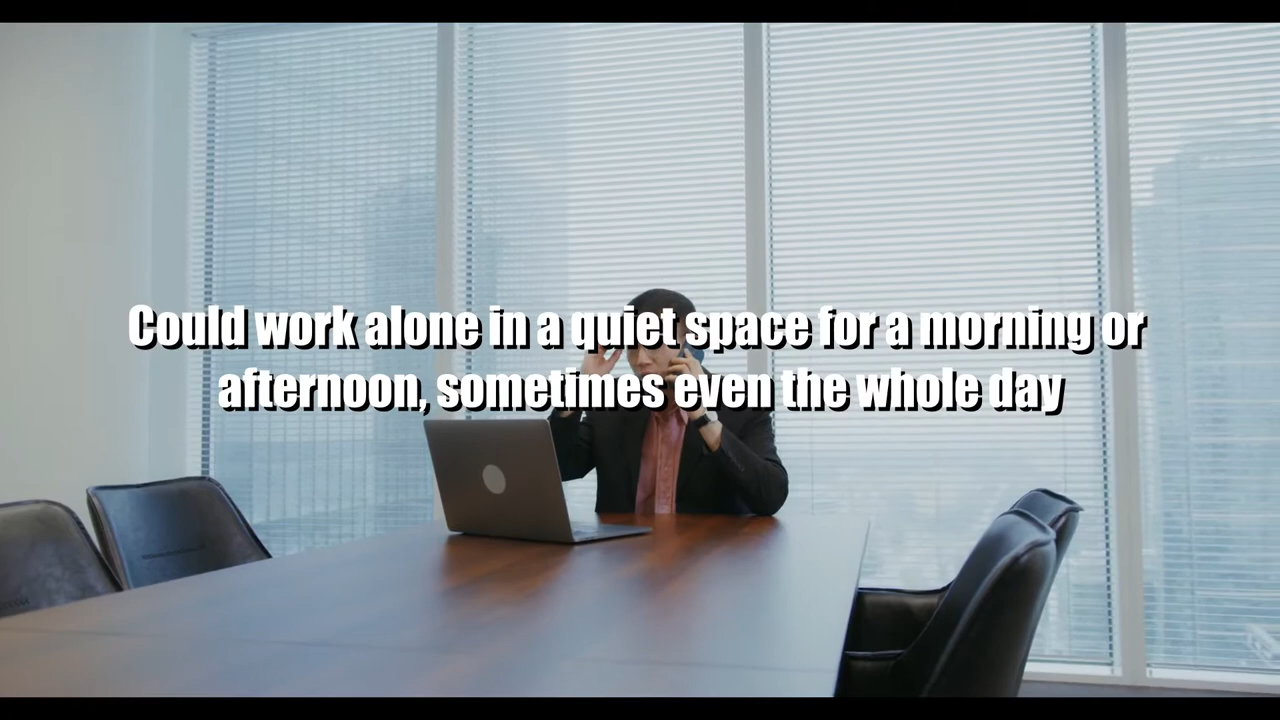 Could work alone in a quiet space for a morning or
afternoon, sometimes even the whole day